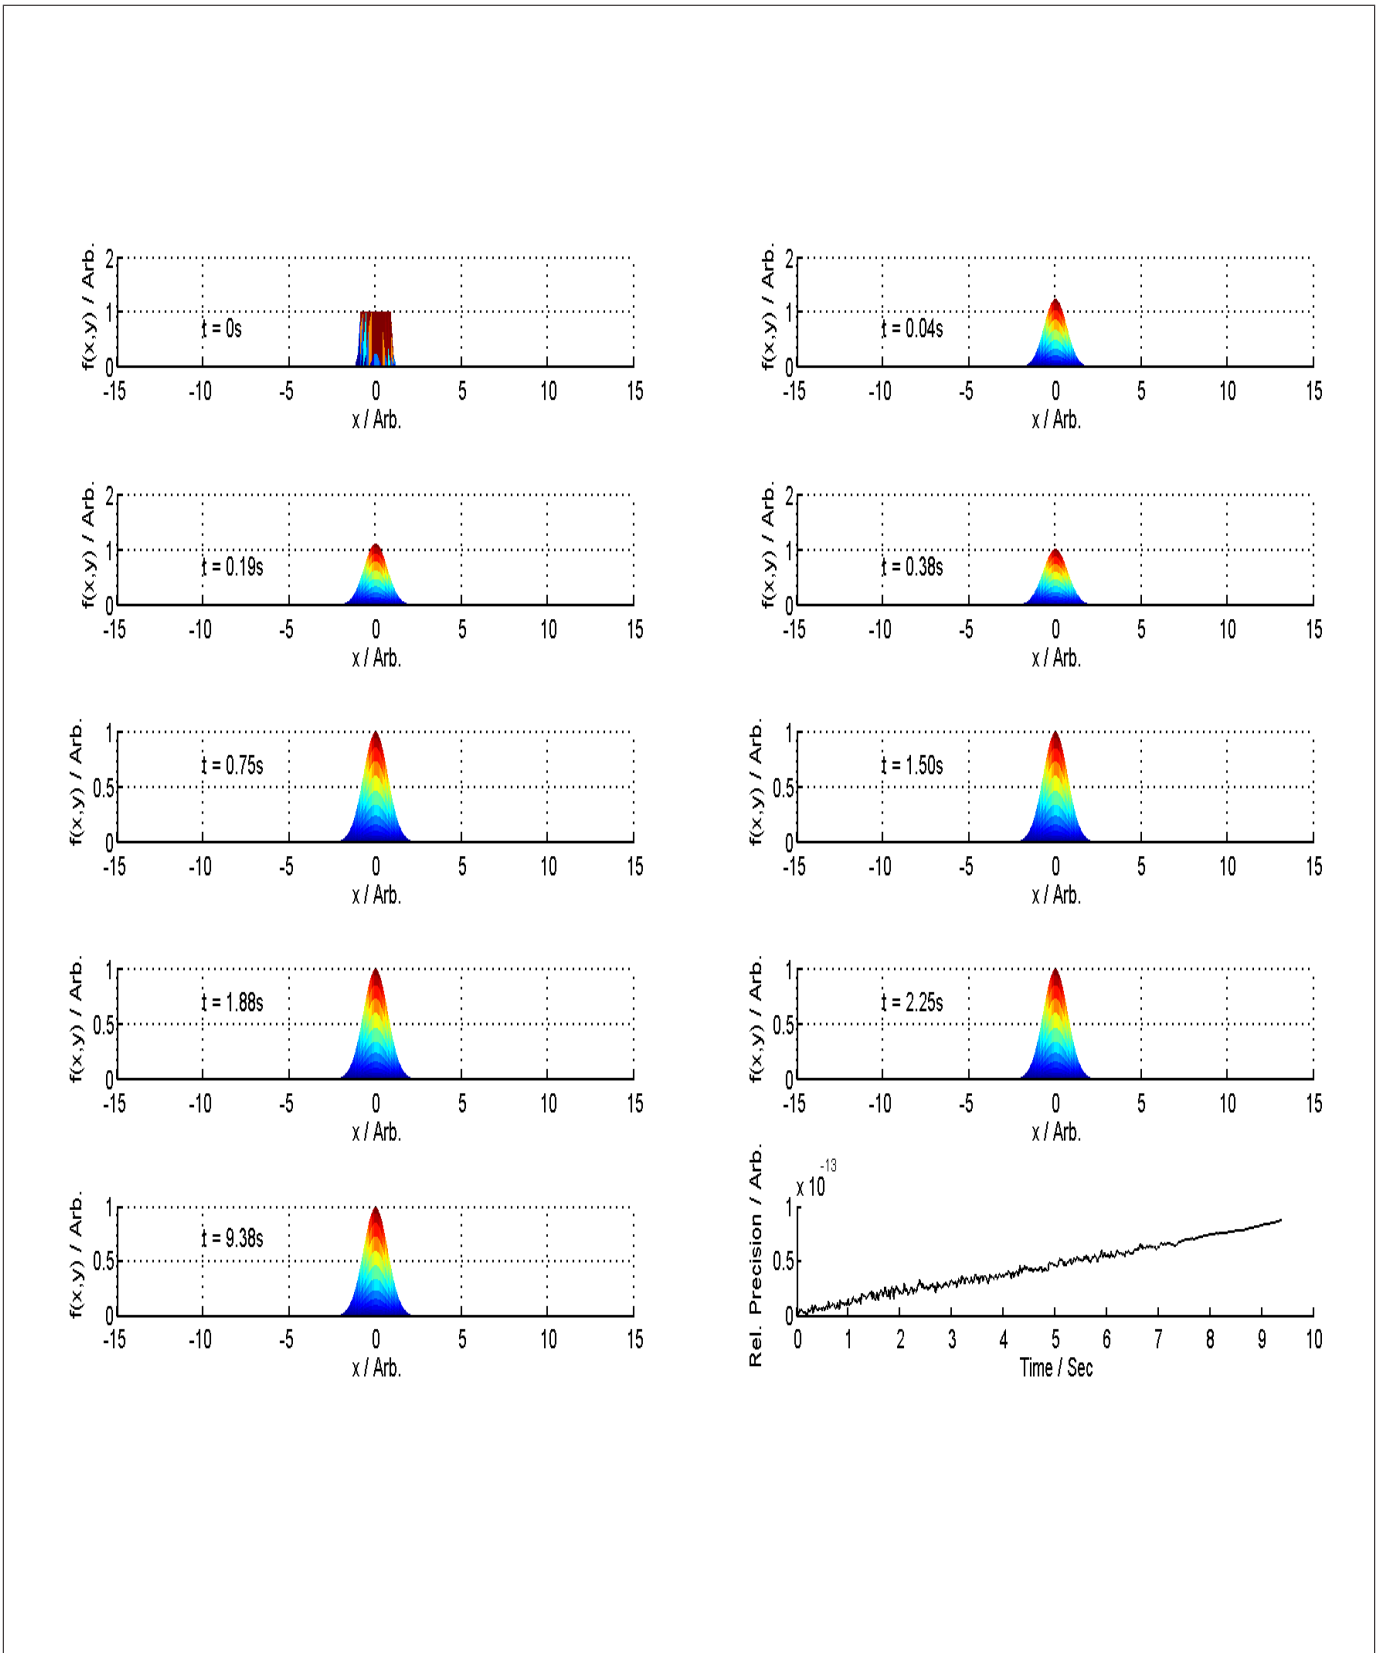 f(x,y) / Arb.
2
1
0
t = 0s
-15 -10 -5 0 5 10 15
x / Arb.
f(x,y) / Arb.
2
1
0
t = 0.04s
-15 -10 -5 0 5 10 15
x / Arb.
f(x,y) / Arb.
2
1
0
t = 0.19s
-15 -10 -5 0 5 10 15
x / Arb.
f(x,y) / Arb.
2
1
0
t = 0.38s
-15 -10 -5 0 5 10 15
x / Arb.
f(x,y) / Arb.
1
0.5
0
t = 0.75s
-15 -10 -5 0 5 10 15
x / Arb.
f(x,y) / Arb.
1
0.5
0
t = 1.50s
-15 -10 -5 0 5 10 15
x / Arb.
f(x,y) / Arb.
1
0.5
0
t = 1.88s
-15 -10 -5 0 5 10 15
x / Arb.
f(x,y) / Arb.
1
0.5
0
t = 2.25s
-15 -10 -5 0 5 10 15
x / Arb.
f(x,y) / Arb.
1
0.5
0
t = 9.38s
-15 -10 -5 0 5 10 15
x / Arb.
Rel. Precision / Arb.
x 10^-13
1
0.5
0
0 1 2 3 4 5 6 7 8 9 10
Time / Sec